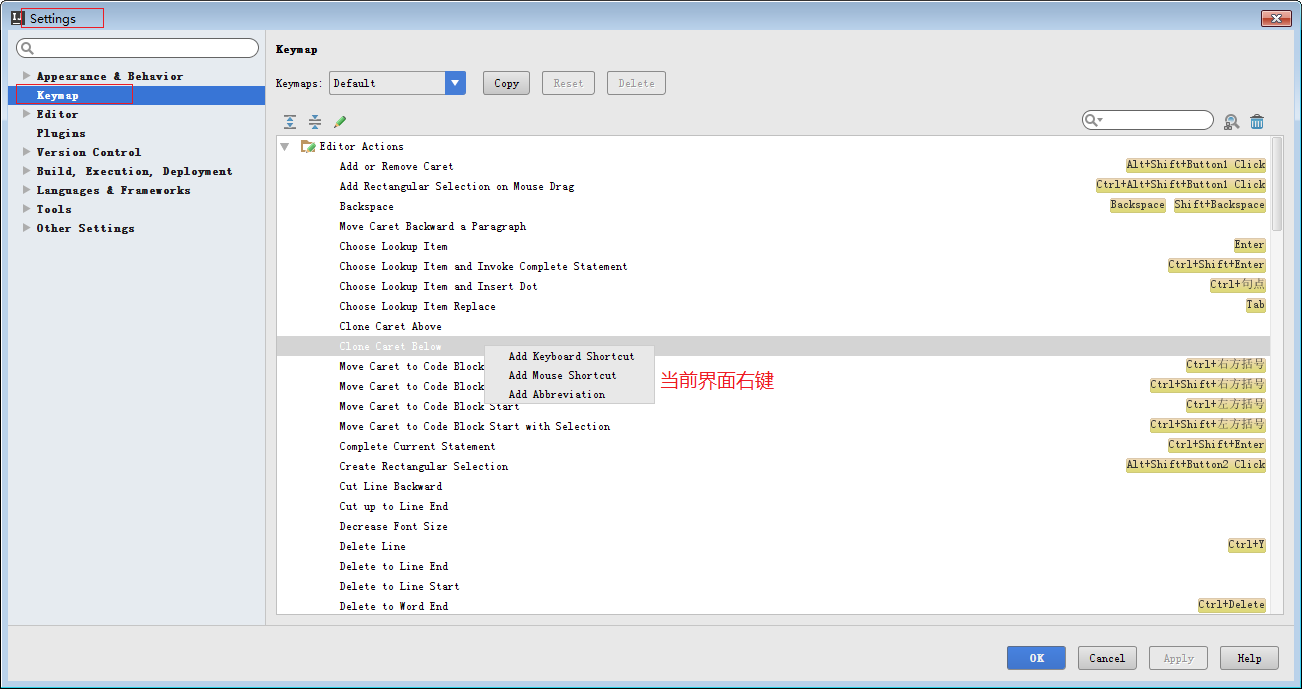 Settings
Keymap
Appearance & Behavior
Keymap
Editor
Plugins
Version Control
Build, Execution, Deployment
Languages & Frameworks
Tools
Other Settings
Keymaps: Default Copy Reset Delete
Editor Actions
Add or Remove Caret Alt+Shift+Button1 Click
Add Rectangular Selection on Mouse Drag Ctrl+Alt+Shift+Button1 Click
Backspace Backspace Shift+Backspace
Move Caret Backward a Paragraph
Choose Lookup Item Enter
Choose Lookup Item and Invoke Complete Statement Ctrl+Shift+Enter
Choose Lookup Item and Insert Dot Ctrl+句点
Choose Lookup Item Replace Tab
Clone Caret Above
Clone Caret Below
Add Keyboard Shortcut
Add Mouse Shortcut
Add Abbreviation
当前界面右键
Move Caret to Code Block Ctrl+右方括号
Move Caret to Code Block Ctrl+Shift+右方括号
Move Caret to Code Block Start Ctrl+左方括号
Move Caret to Code Block Start with Selection Ctrl+Shift+左方括号
Complete Current Statement Ctrl+Shift+Enter
Create Rectangular Selection Alt+Shift+Button2 Click
Cut Line Backward
Cut up to Line End
Decrease Font Size
Delete Line Ctrl+Y
Delete to Line End
Delete to Line Start
Delete to Word End Ctrl+Delete
OK Cancel Apply Help